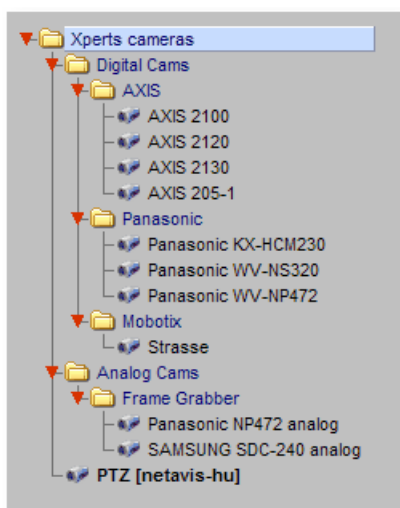 Xperts cameras
Digital Cams
AXIS
AXIS 2100
AXIS 2120
AXIS 2130
AXIS 205-1
Panasonic
Panasonic KX-HCM230
Panasonic WV-NS320
Panasonic WV-NP472
Mobotix
Strasse
Analog Cams
Frame Grabber
Panasonic NP472 analog
SAMSUNG SDC-240 analog
PTZ [netavis-hu]